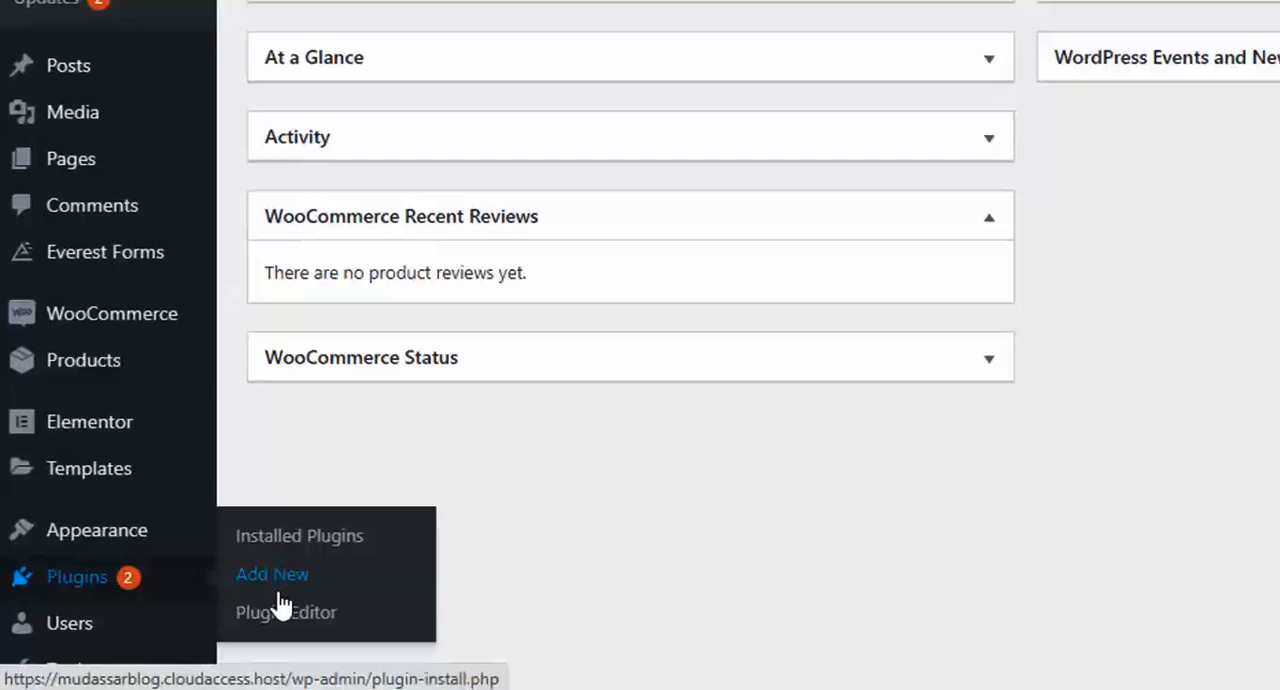 Updates 2
Posts
Media
Pages
Comments
Everest Forms
WooCommerce
Products
Elementor
Templates
Appearance
Plugins 2
Users
Installed Plugins
Add New
Plugin Editor
At a Glance
Activity
WooCommerce Recent Reviews
There are no product reviews yet.
WooCommerce Status
WordPress Events and Ne
https://mudassarblog.cloudaccess.host/wp-admin/plugin-install.php